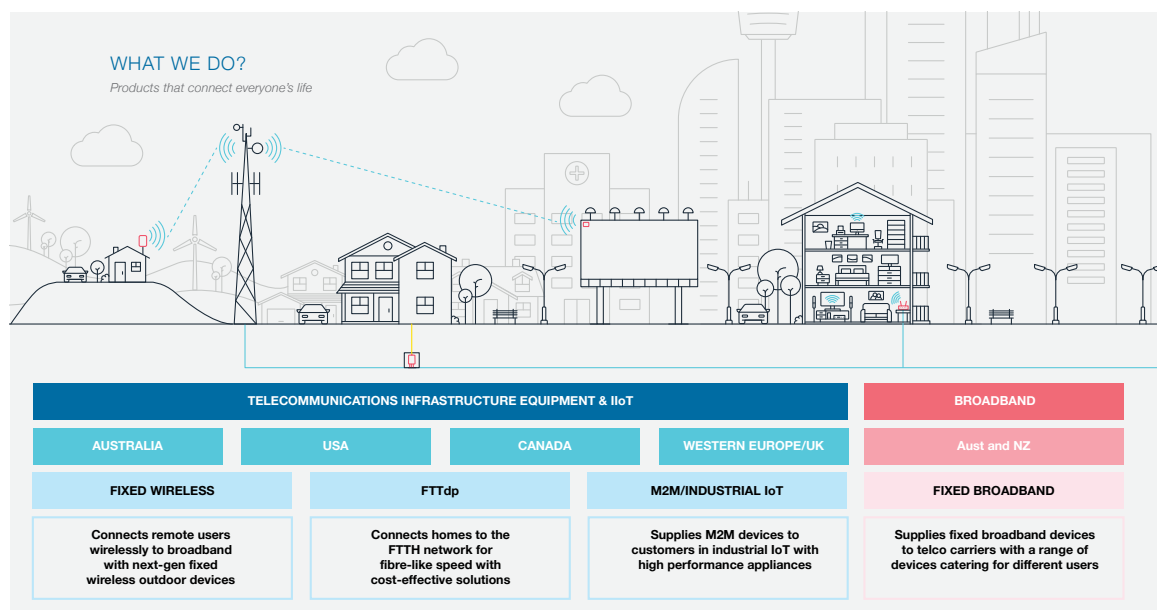 WHAT WE DO?
Products that connect everyone's life
TELECOMMUNICATIONS INFRASTRUCTURE EQUIPMENT & IIoT
BROADBAND
AUSTRALIA
USA
CANADA
WESTERN EUROPE/UK
Aust and NZ
FIXED WIRELESS
FTTdp
M2M/INDUSTRIAL IoT
FIXED BROADBAND
Connects remote users
wirelessly to broadband
with next-gen fixed
wireless outdoor devices
Connects homes to the
FTTH network for
fibre-like speed with
cost-effective solutions
Supplies M2M devices to
customers in industrial IoT with
high performance appliances
Supplies fixed broadband devices
to telco carriers with a range of
devices catering for different users